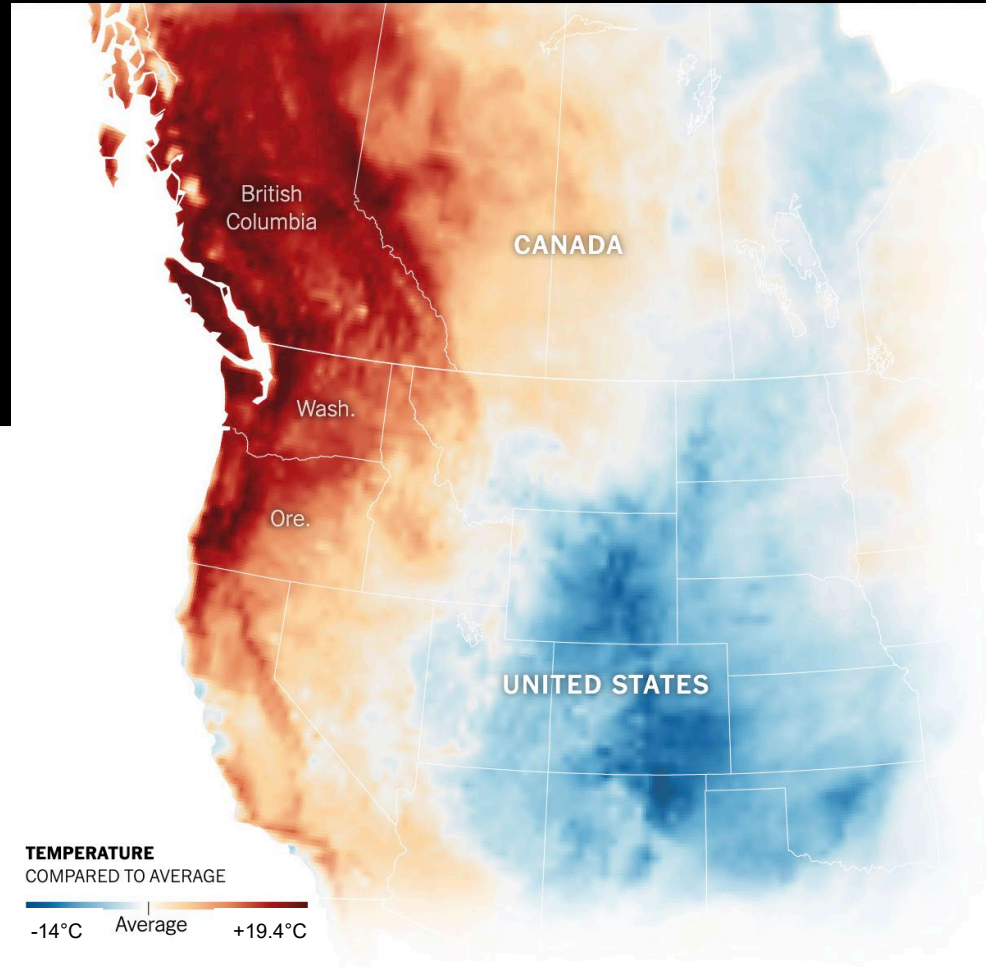 British
Columbia
CANADA
Wash.
Ore.
UNITED STATES
TEMPERATURE
COMPARED TO AVERAGE
Average
-14°C
+19.4°C